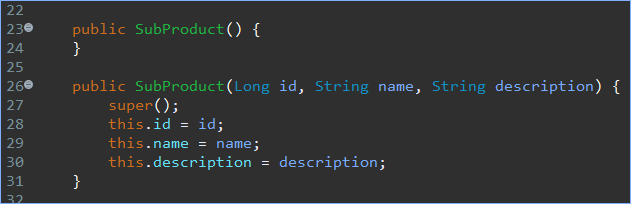 22
23 public SubProduct() {
24 }
25
26 public SubProduct(Long id, String name, String description) {
27 super();
28 this.id = id;
29 this.name = name;
30 this.description = description;
31 }
32